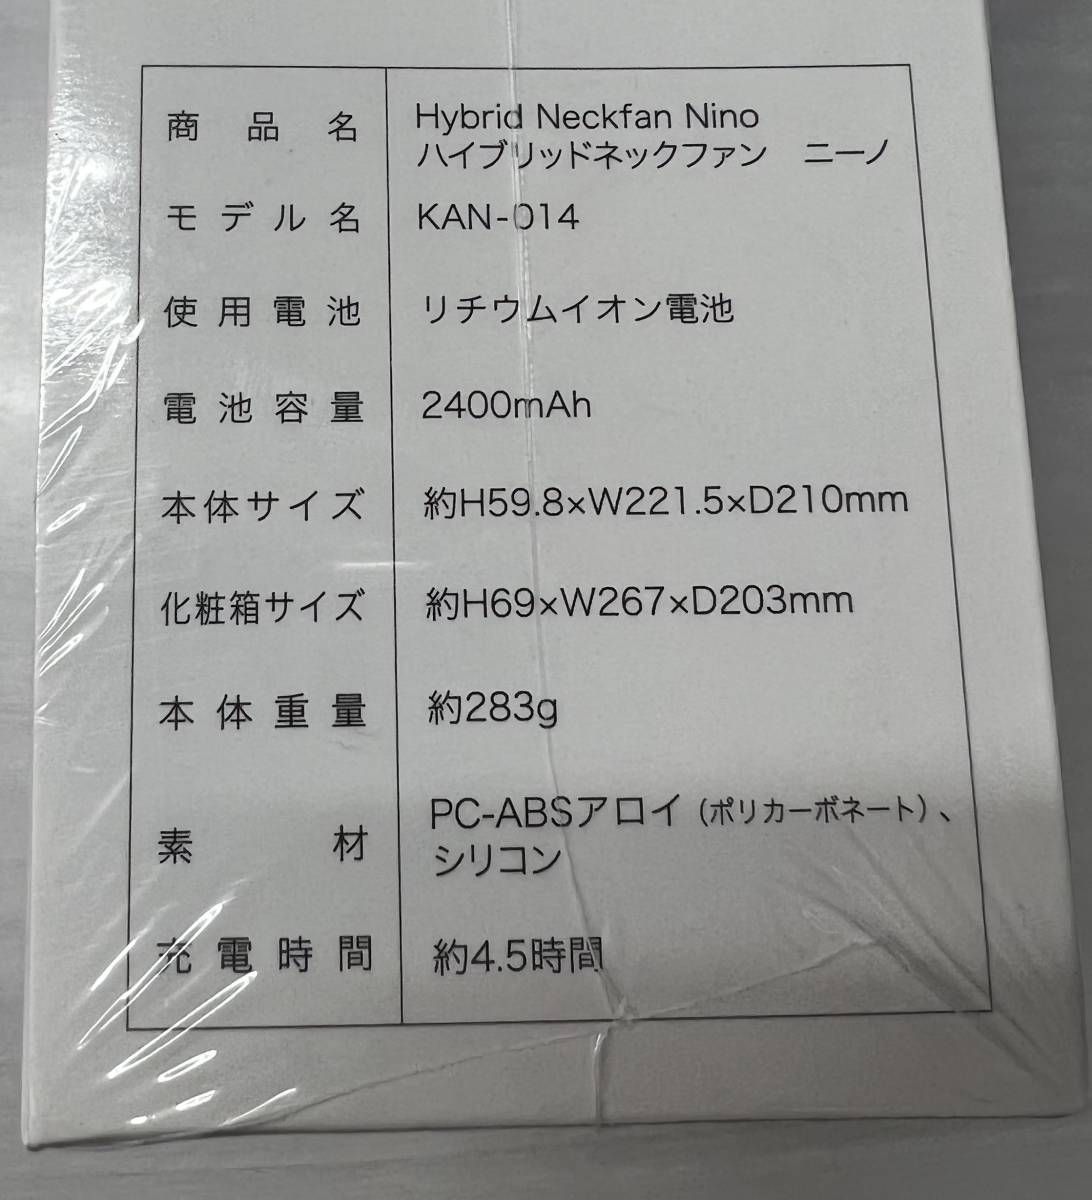 商品名 Hybrid Neckfan Nino
ハイブリッドネックファン ニーノ
モデル名 KAN-014
使用電池 リチウムイオン電池
電池容量 2400mAh
本体サイズ 約H59.8×W221.5×D210mm
化粧箱サイズ 約H69×W267×D203mm
本体重量 約283g
素材 PC-ABSアロイ（ポリカーボネート）、
シリコン
充電時間 約4.5時間